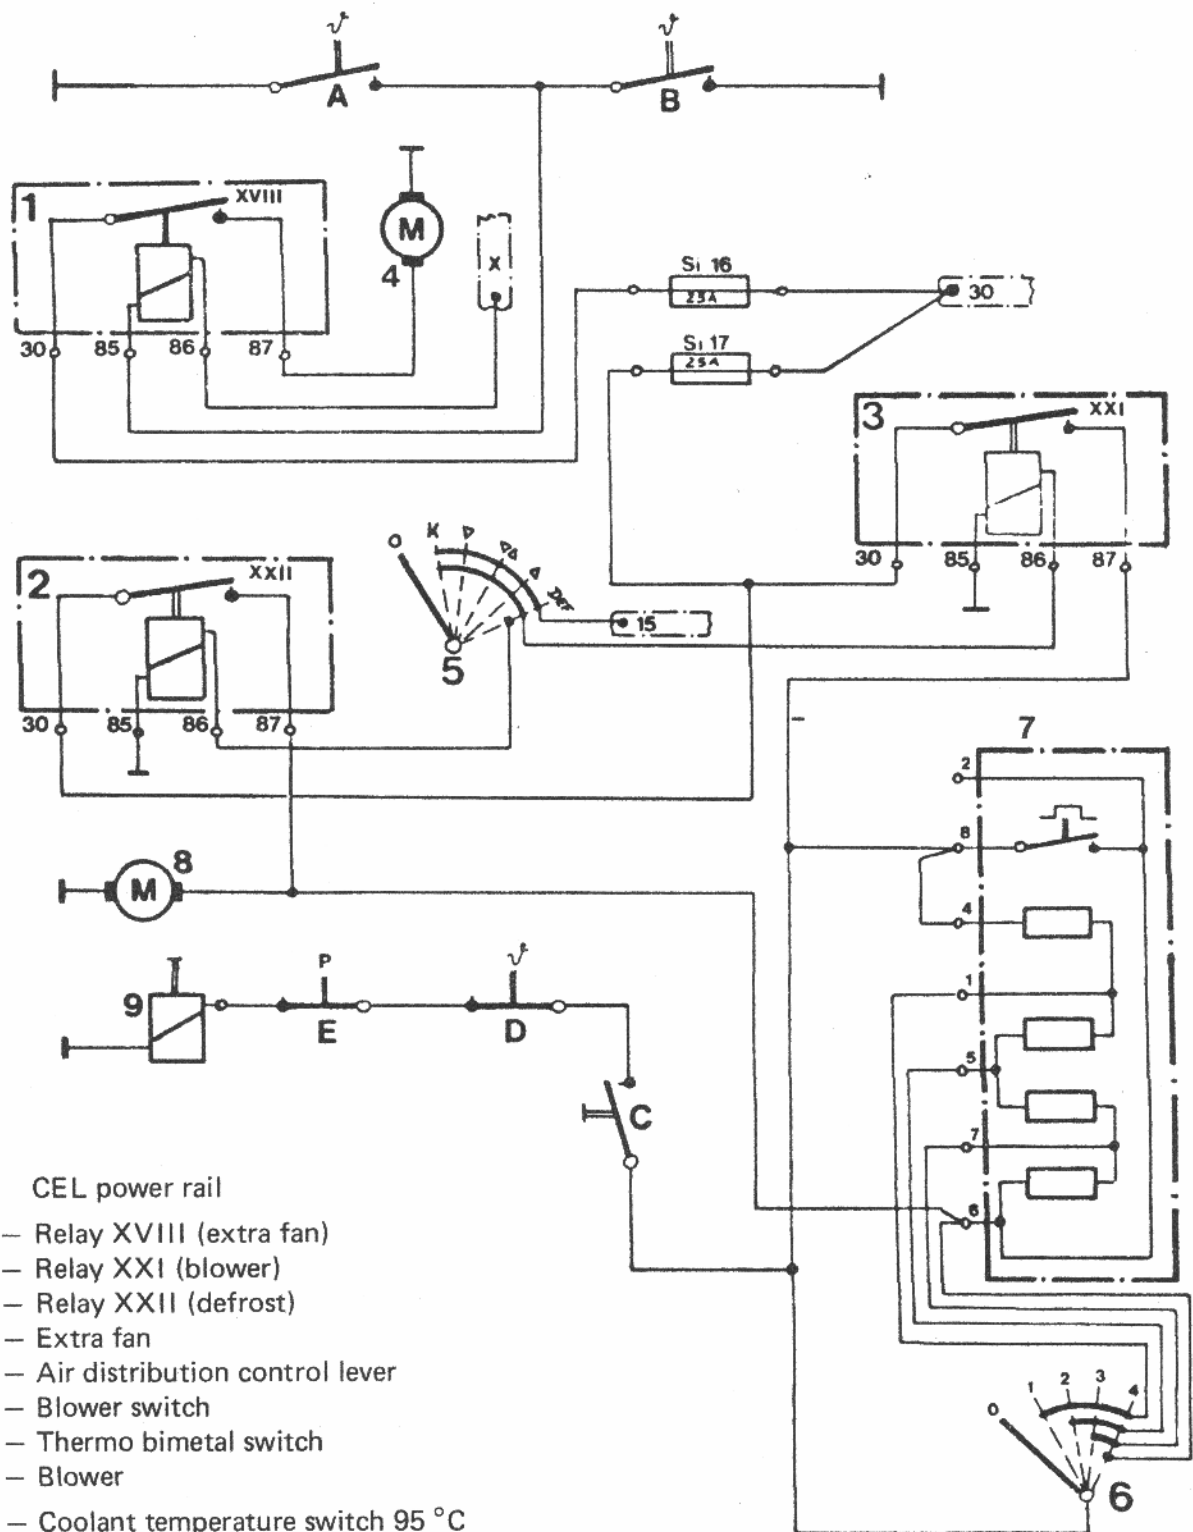 A
B
1
XVIII
M
4
X
Si 16
25A
30
Si 17
25A
30 85 86 87
3
XXI
30 85 86 87
2
XXII
30 85 86 87
0 K DEF
5
15
7
2
8
4
1
5
7
6
M
8
9
P
E
D
C
0 1 2 3 4
6
CEL power rail
— Relay XVIII (extra fan)
— Relay XXI (blower)
— Relay XXII (defrost)
— Extra fan
— Air distribution control lever
— Blower switch
— Thermo bimetal switch
— Blower
— Coolant temperature switch 95 °C